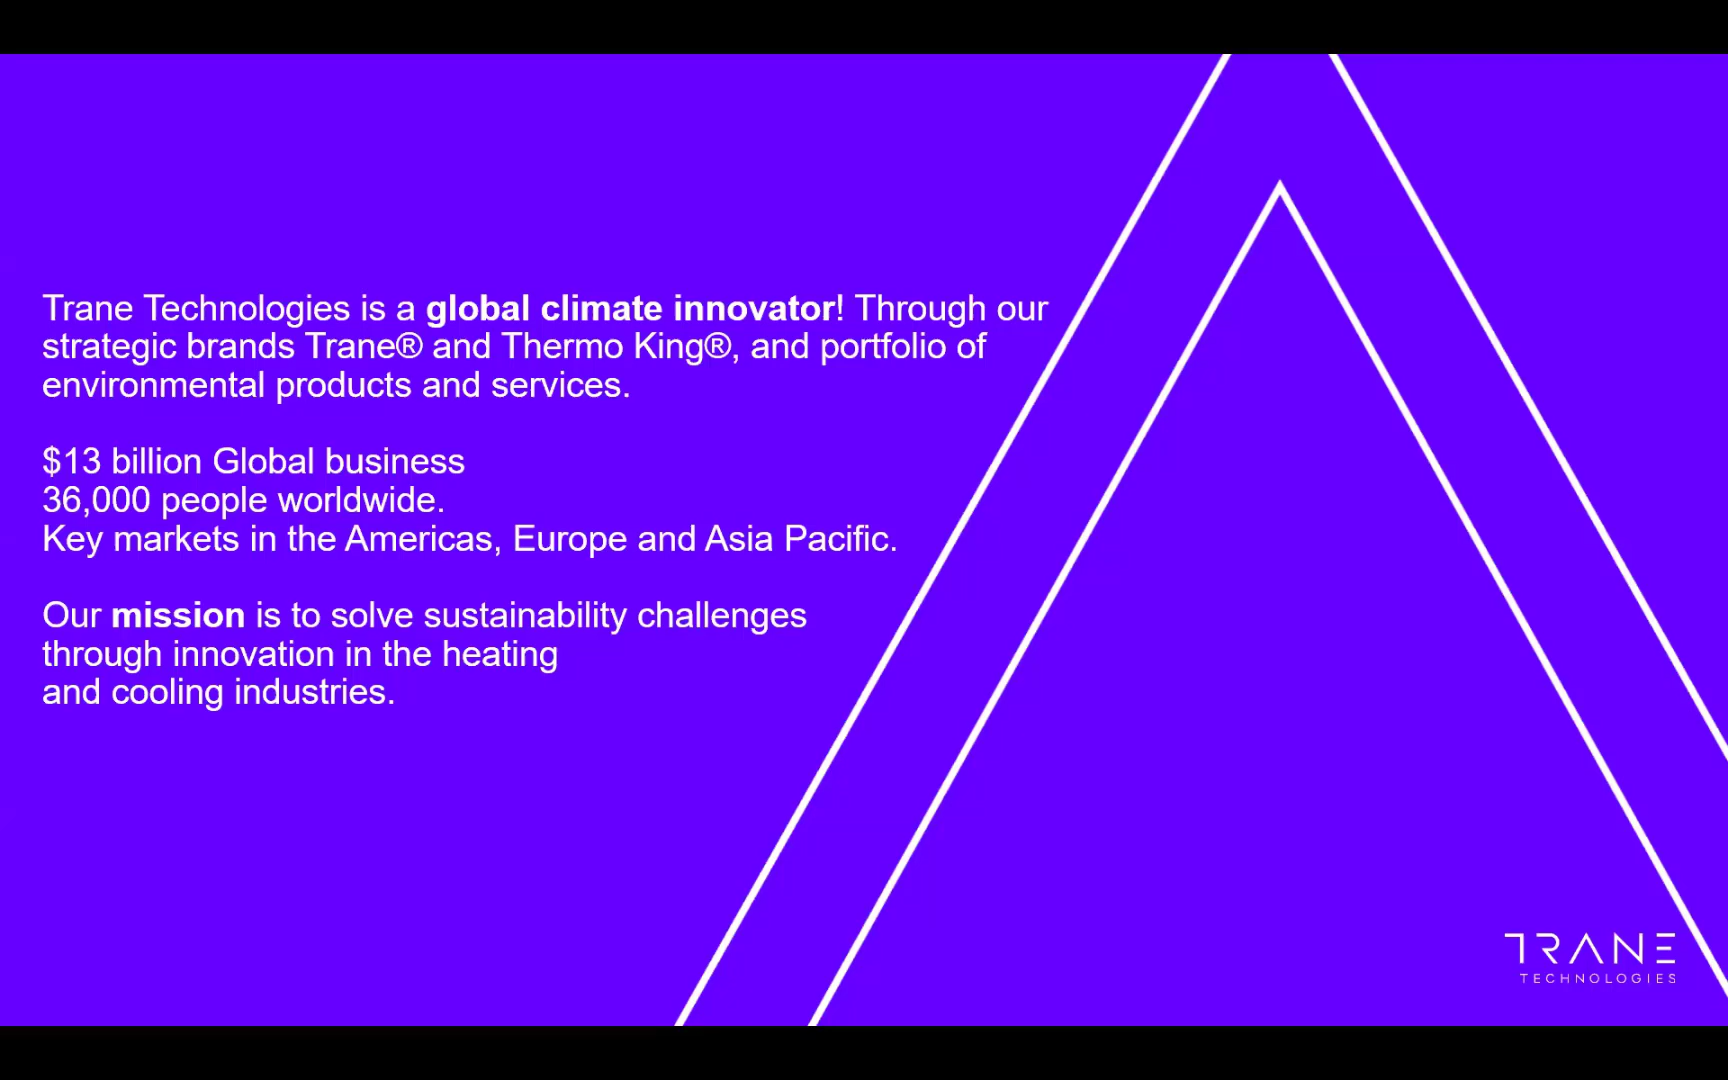 Trane Technologies is a global climate innovator! Through our
strategic brands Trane® and Thermo King®, and portfolio of
environmental products and services.
$13 billion Global business
36,000 people worldwide.
Key markets in the Americas, Europe and Asia Pacific.
Our mission is to solve sustainability challenges
through innovation in the heating
and cooling industries.
TRANE
TECHNOLOGIES